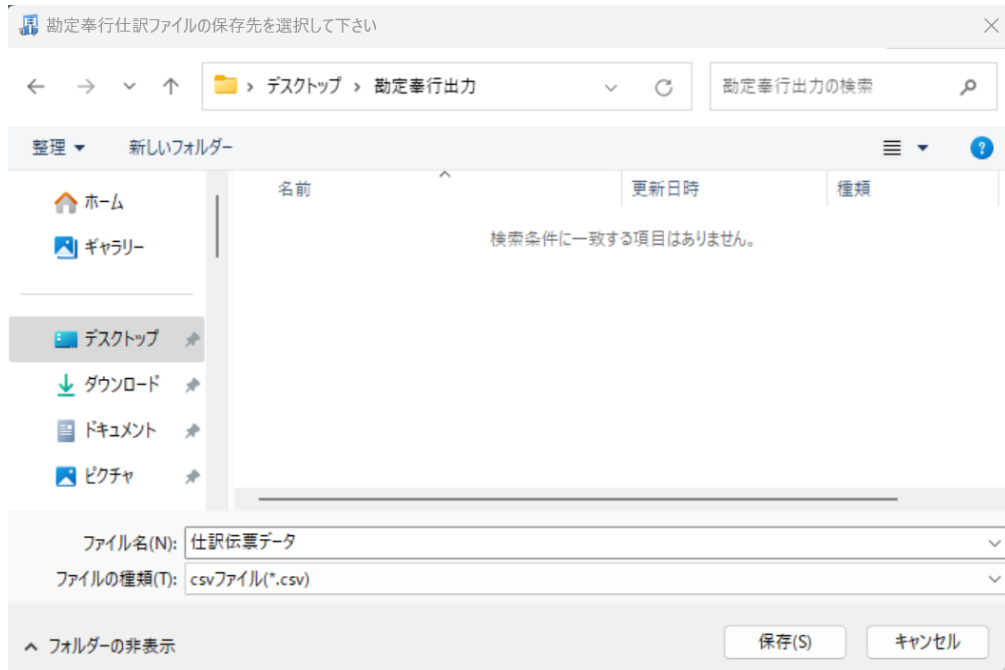 勘定奉行仕訳ファイルの保存先を選択して下さい
デスクトップ 勘定奉行出力
勘定奉行出力の検索
整理 新しいフォルダー
名前 更新日時 種類
検索条件に一致する項目はありません。
ホーム
ギャラリー
デスクトップ
ダウンロード
ドキュメント
ピクチャ
ファイル名(N): 仕訳伝票データ
ファイルの種類(T): csvファイル(*.csv)
フォルダーの非表示 保存(S) キャンセル